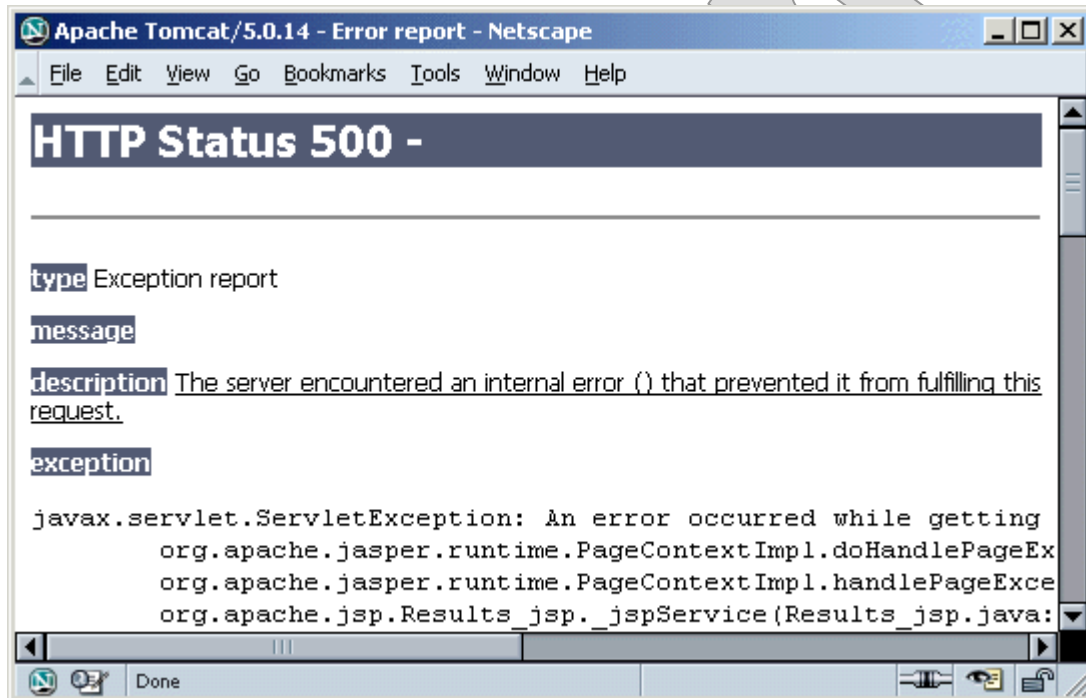 Apache Tomcat/5.0.14 - Error report - Netscape
File Edit View Go Bookmarks Tools Window Help
HTTP Status 500 -
type Exception report
message
description The server encountered an internal error () that prevented it from fulfilling this
request.
exception
javax.servlet.ServletException: An error occurred while getting
org.apache.jasper.runtime.PageContextImpl.doHandlePageEx
org.apache.jasper.runtime.PageContextImpl.handlePageExce
org.apache.jsp.Results_jsp._jspService(Results_jsp.java:
Done